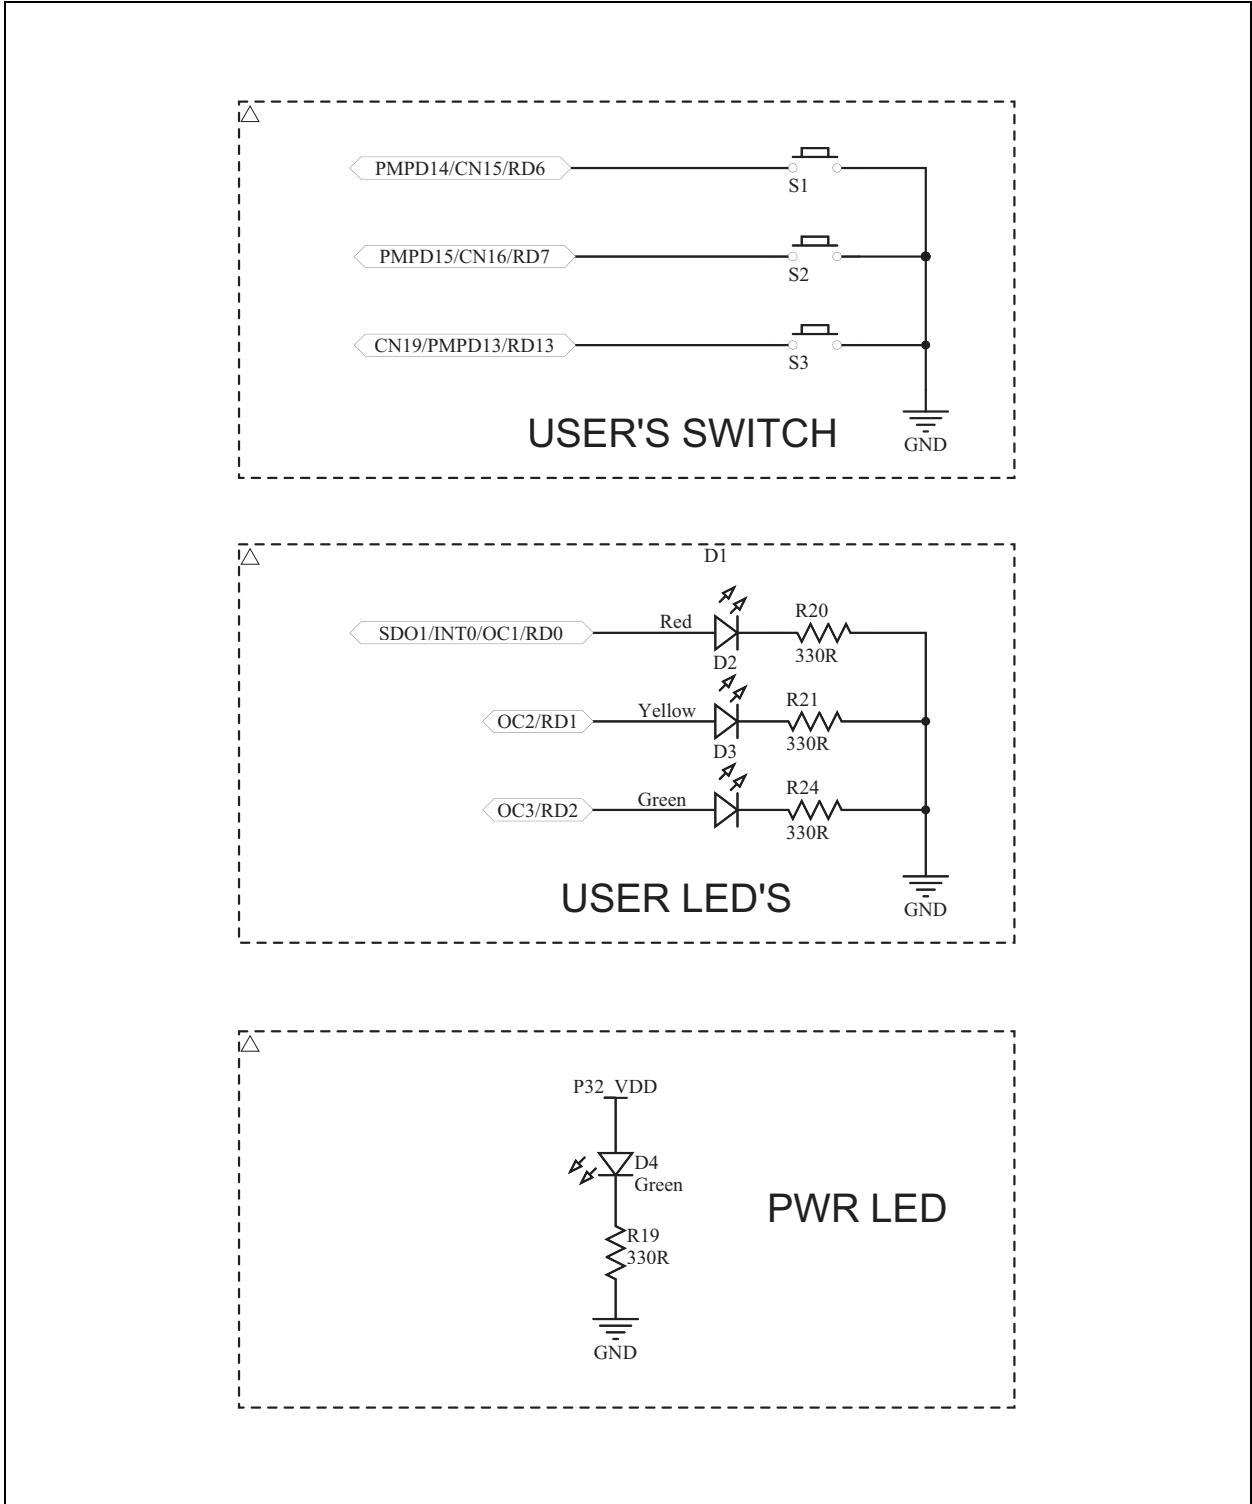 PMPD14/CN15/RD6
S1
PMPD15/CN16/RD7
S2
CN19/PMPD13/RD13
S3
USER'S SWITCH
GND
D1
SDO1/INT0/OC1/RD0
Red
R20
330R
D2
OC2/RD1
Yellow
R21
330R
D3
OC3/RD2
Green
R24
330R
USER LED'S
GND
P32_VDD
D4
Green
PWR LED
R19
330R
GND